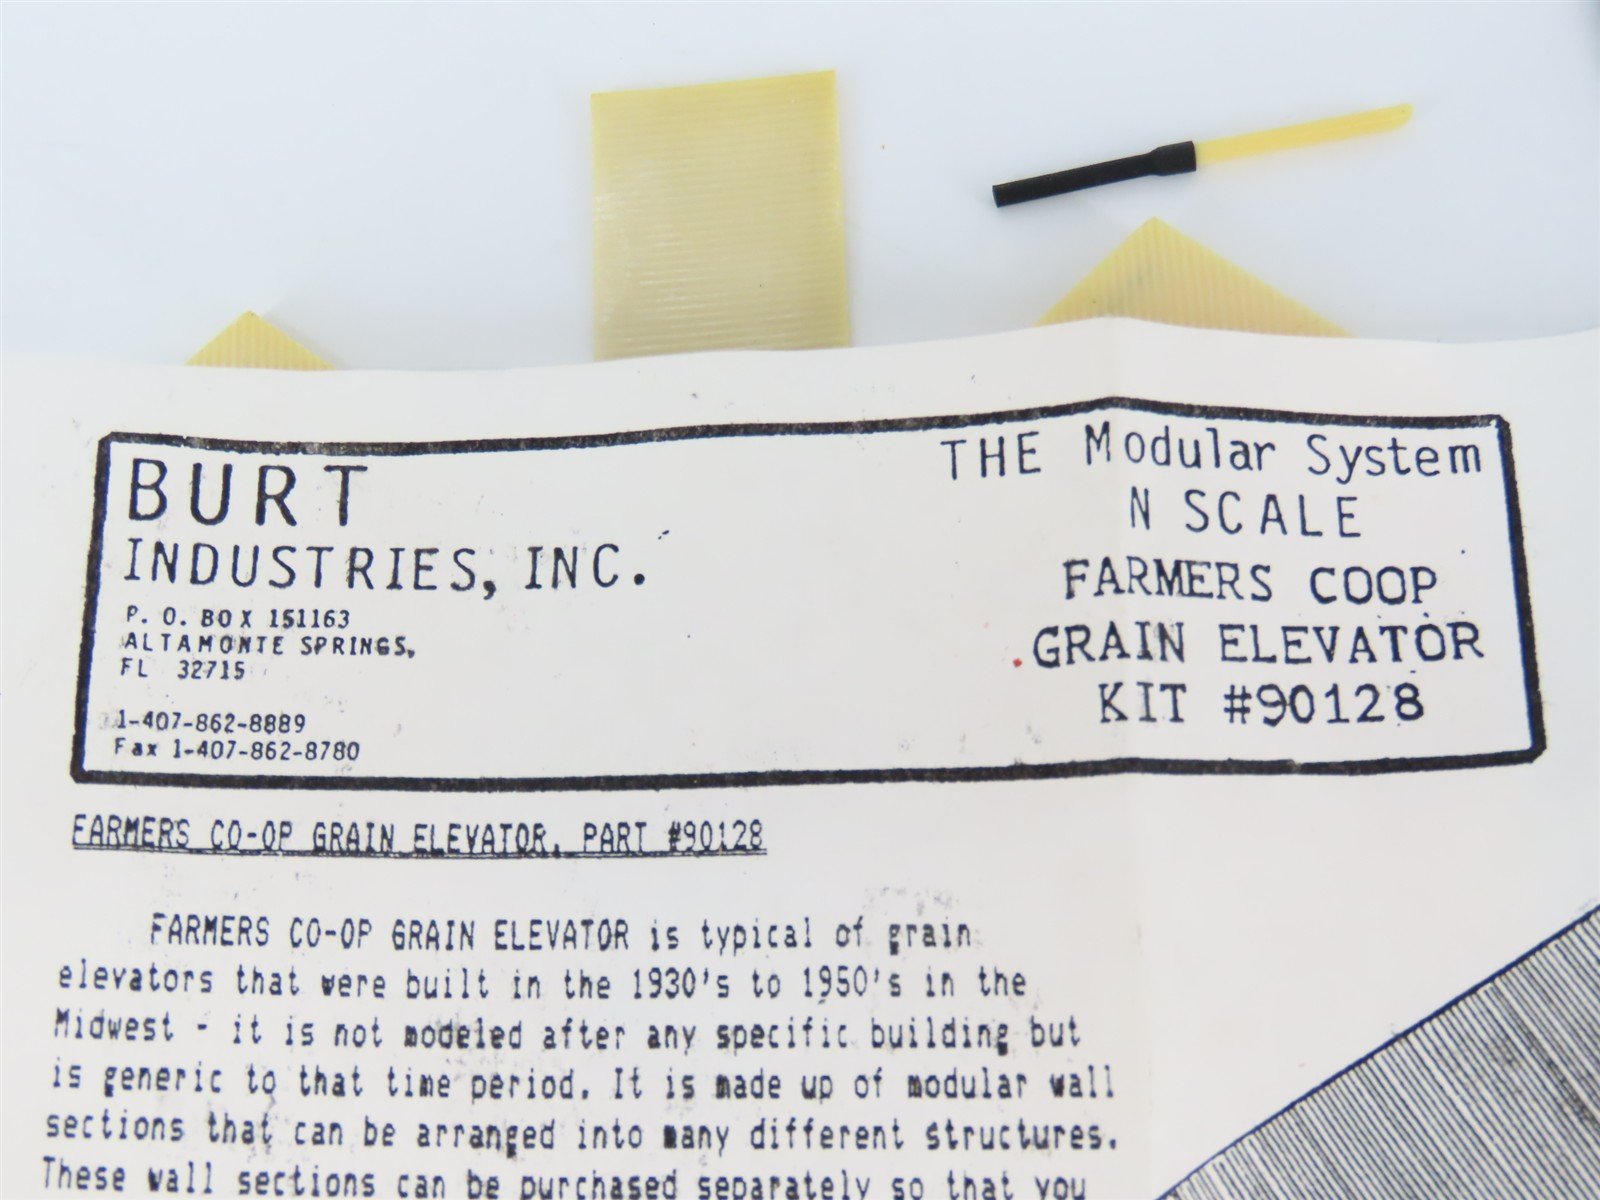 BURT
INDUSTRIES, INC.
P. O. BOX 151163
ALTAMONTE SPRINGS,
FL 32715
1-407-862-8889
Fax 1-407-862-8780
THE Modular System
N SCALE
FARMERS COOP
GRAIN ELEVATOR
KIT #90128
FARMERS CO-OP GRAIN ELEVATOR, PART #90128
FARMERS CO-OP GRAIN ELEVATOR is typical of grain
elevators that were built in the 1930's to 1950's in the
Midwest - it is not modeled after any specific building but
is generic to that time period. It is made up of modular wall
sections that can be arranged into many different structures.
These wall sections can be purchased separately so that you